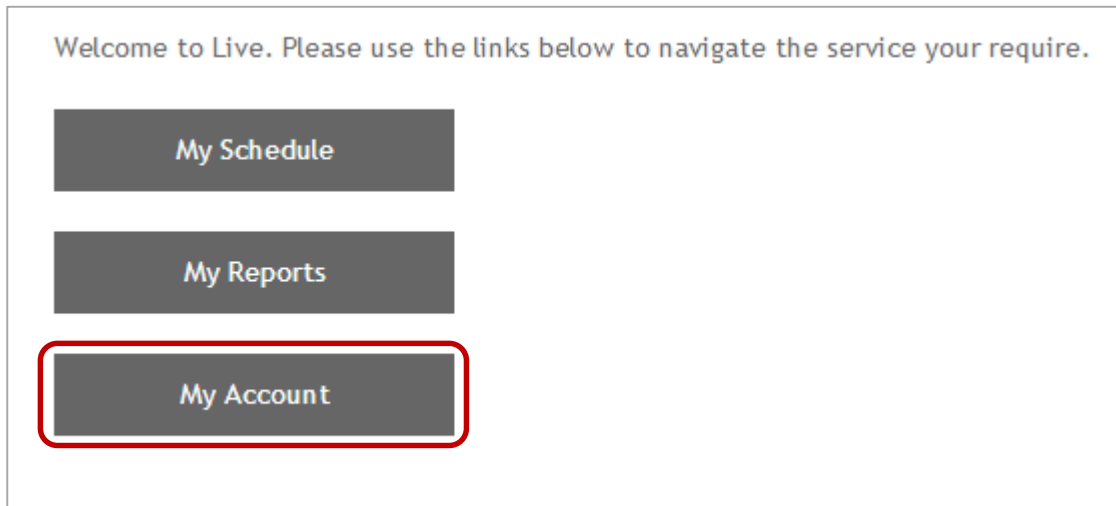 Welcome to Live. Please use the links below to navigate the service your require.
My Schedule
My Reports
My Account